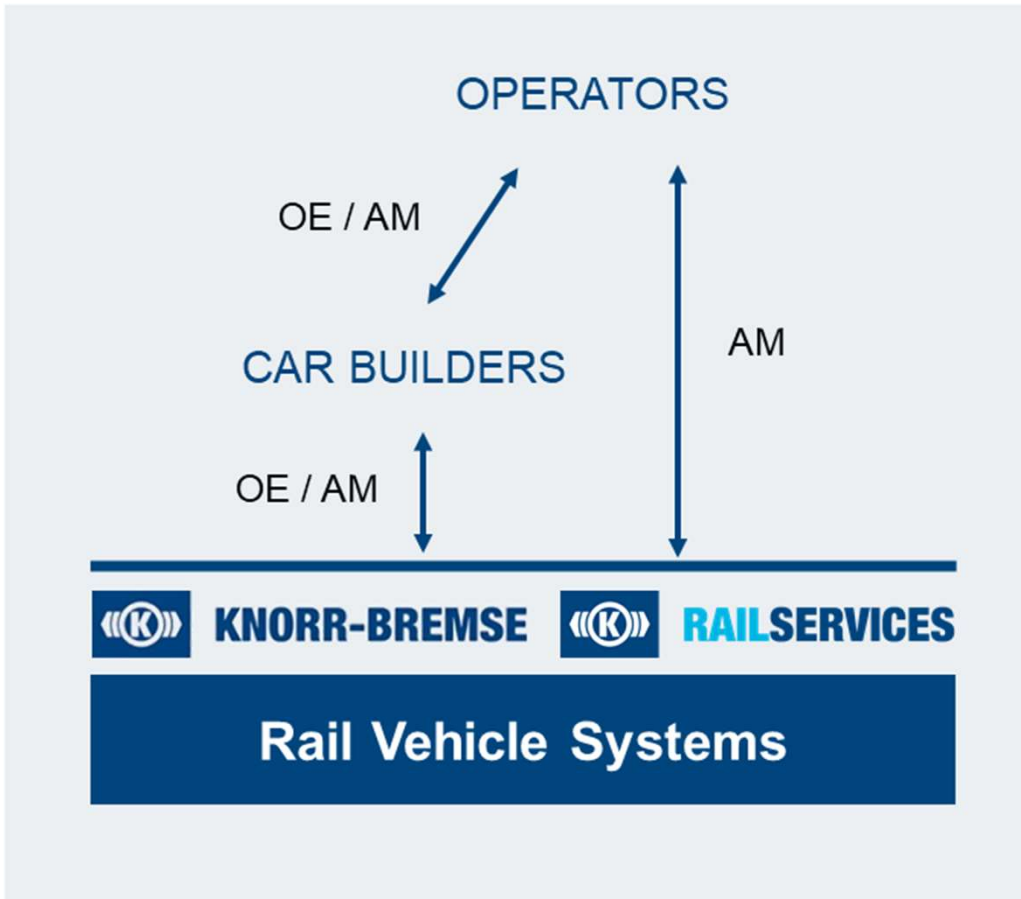 OPERATORS
OE / AM
AM
CAR BUILDERS
OE / AM
K KNORR-BREMSE K RAILSERVICES
Rail Vehicle Systems